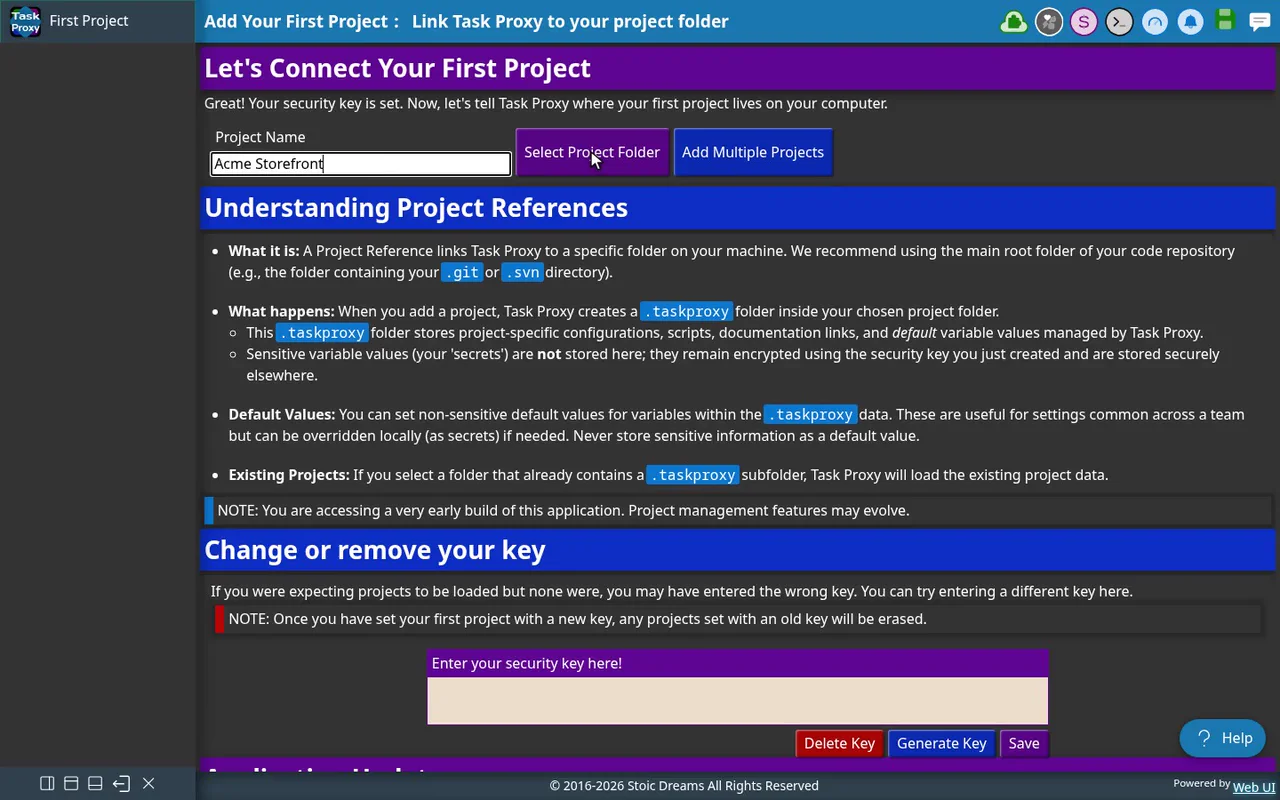 Task Proxy
First Project
Add Your First Project : Link Task Proxy to your project folder
S
Let's Connect Your First Project
Great! Your security key is set. Now, let's tell Task Proxy where your first project lives on your computer.
Project Name
Acme Storefront
Select Project Folder
Add Multiple Projects
Understanding Project References
• What it is: A Project Reference links Task Proxy to a specific folder on your machine. We recommend using the main root folder of your code repository
(e.g., the folder containing your .git or .svn directory).
• What happens: When you add a project, Task Proxy creates a .taskproxy folder inside your chosen project folder.
◦ This .taskproxy folder stores project-specific configurations, scripts, documentation links, and default variable values managed by Task Proxy.
◦ Sensitive variable values (your 'secrets') are not stored here; they remain encrypted using the security key you just created and are stored securely
elsewhere.
• Default Values: You can set non-sensitive default values for variables within the .taskproxy data. These are useful for settings common across a team
but can be overridden locally (as secrets) if needed. Never store sensitive information as a default value.
• Existing Projects: If you select a folder that already contains a .taskproxy subfolder, Task Proxy will load the existing project data.
NOTE: You are accessing a very early build of this application. Project management features may evolve.
Change or remove your key
If you were expecting projects to be loaded but none were, you may have entered the wrong key. You can try entering a different key here.
NOTE: Once you have set your first project with a new key, any projects set with an old key will be erased.
Enter your security key here!
Delete Key
Generate Key
Save
? Help
© 2016-2026 Stoic Dreams All Rights Reserved
Powered by Web UI